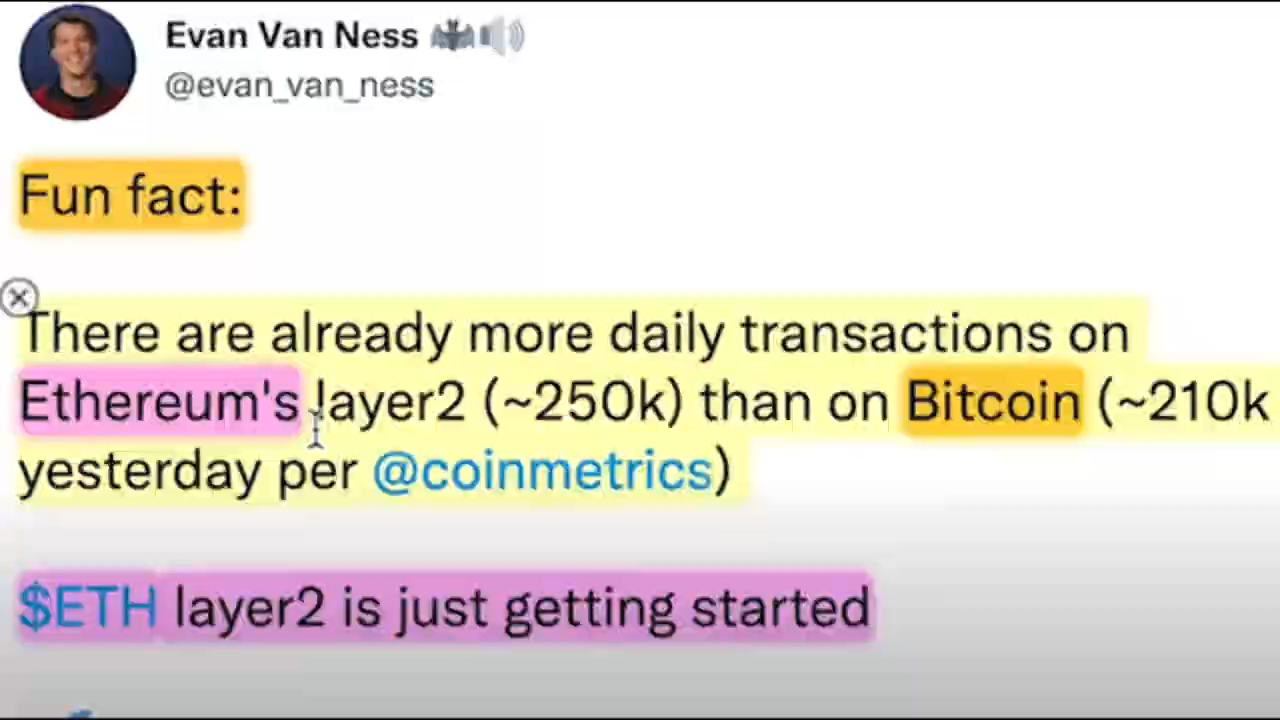 Evan Van Ness
@evan_van_ness
Fun fact:
There are already more daily transactions on
Ethereum's layer2 (~250k) than on Bitcoin (~210k
yesterday per @coinmetrics)
$ETH layer2 is just getting started